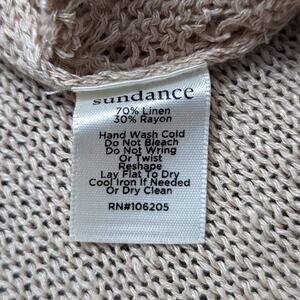 sundance
70% Linen
30% Rayon
Hand Wash Cold
Do Not Bleach
Do Not Wring
Or Twist
Reshape
Lay Flat To Dry
Cool Iron If Needed
Or Dry Clean
RN#106205